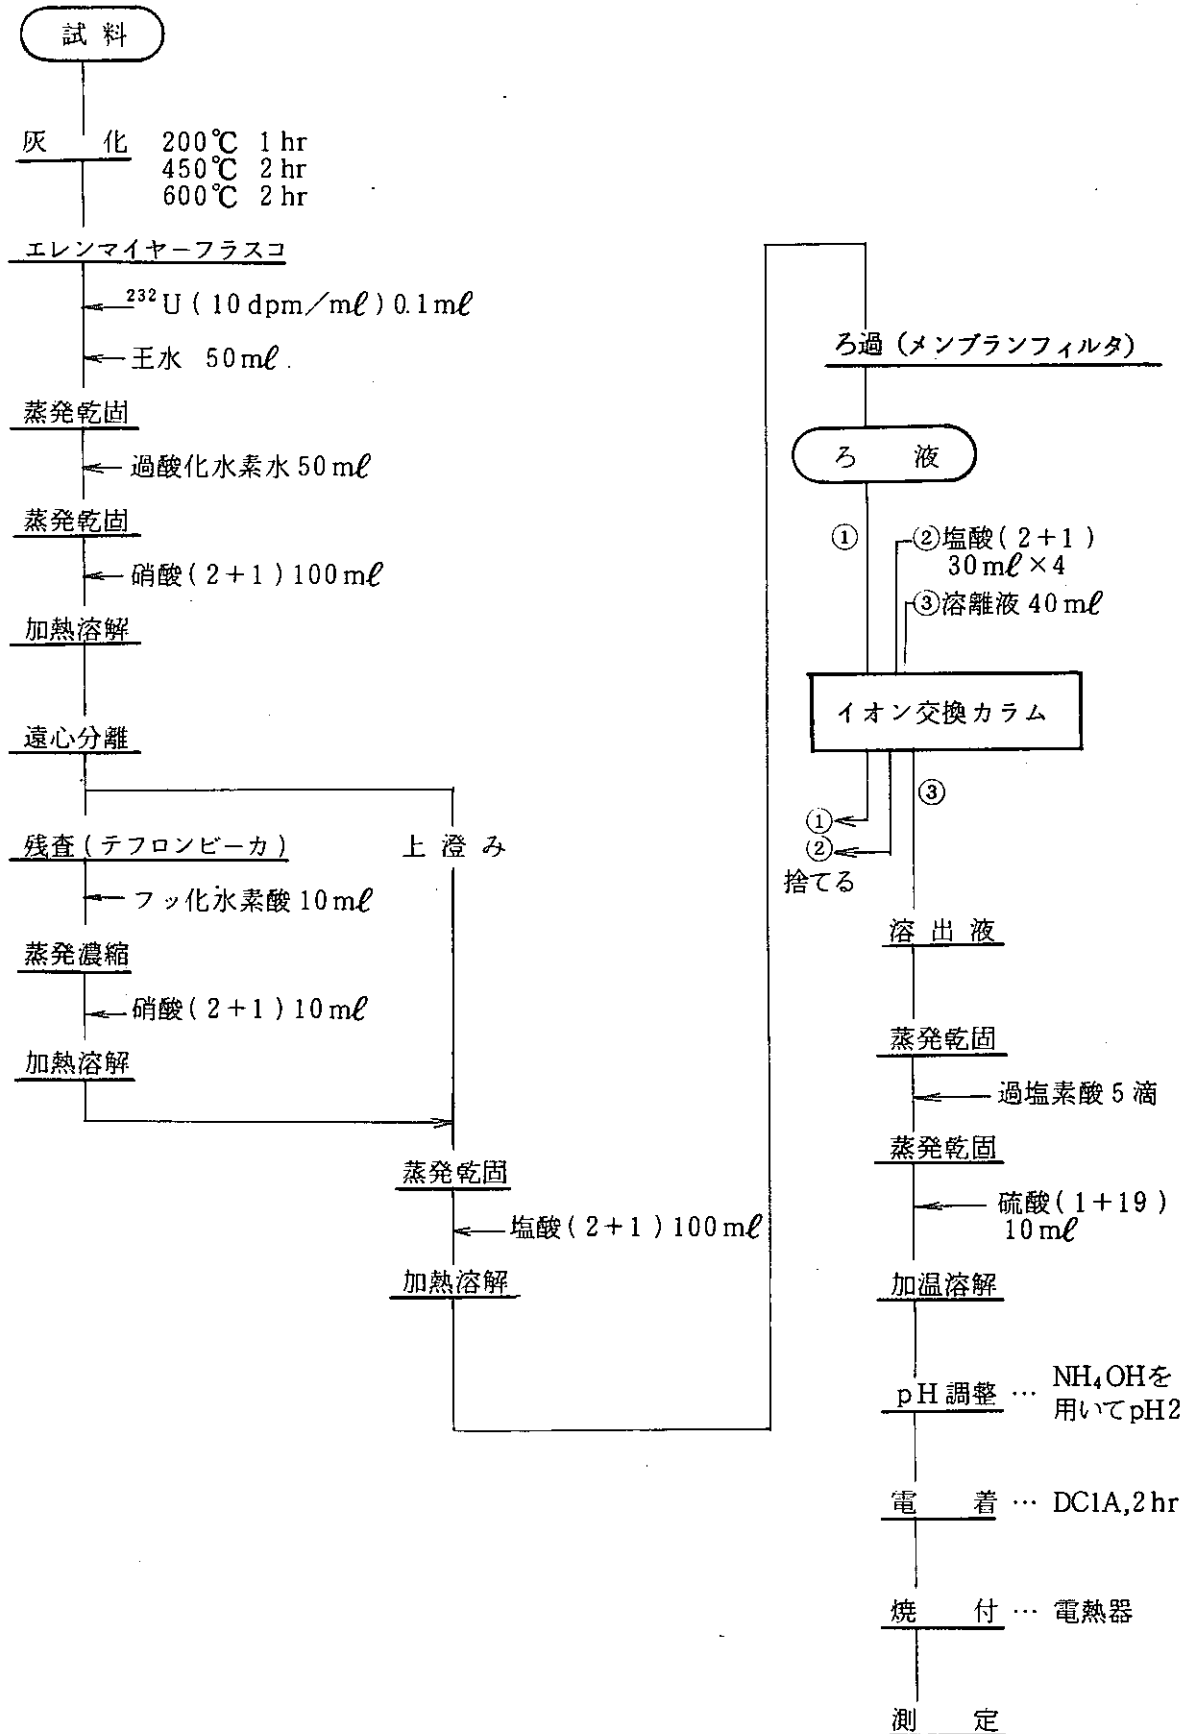 試料
灰化 200℃ 1hr
450℃ 2hr
600℃ 2hr
エレンマイヤーフラスコ
²³²U(10dpm/mℓ)0.1mℓ
王水 50mℓ
蒸発乾固
過酸化水素水50mℓ
蒸発乾固
硝酸(2+1)100mℓ
加熱溶解
遠心分離
残査(テフロンビーカ)
上澄み
フッ化水素酸10mℓ
蒸発濃縮
硝酸(2+1)10mℓ
加熱溶解
蒸発乾固
塩酸(2+1)100mℓ
加熱溶解
ろ過(メンブランフィルタ)
ろ液
①
②塩酸(2+1)
30mℓ×4
③溶離液40mℓ
イオン交換カラム
③
①
②
捨てる
溶出液
蒸発乾固
過塩素酸5滴
蒸発乾固
硫酸(1+19)
10mℓ
加温溶解
pH調整 … NH₄OHを
用いてpH2
電着 … DC1A,2hr
焼付 … 電熱器
測定